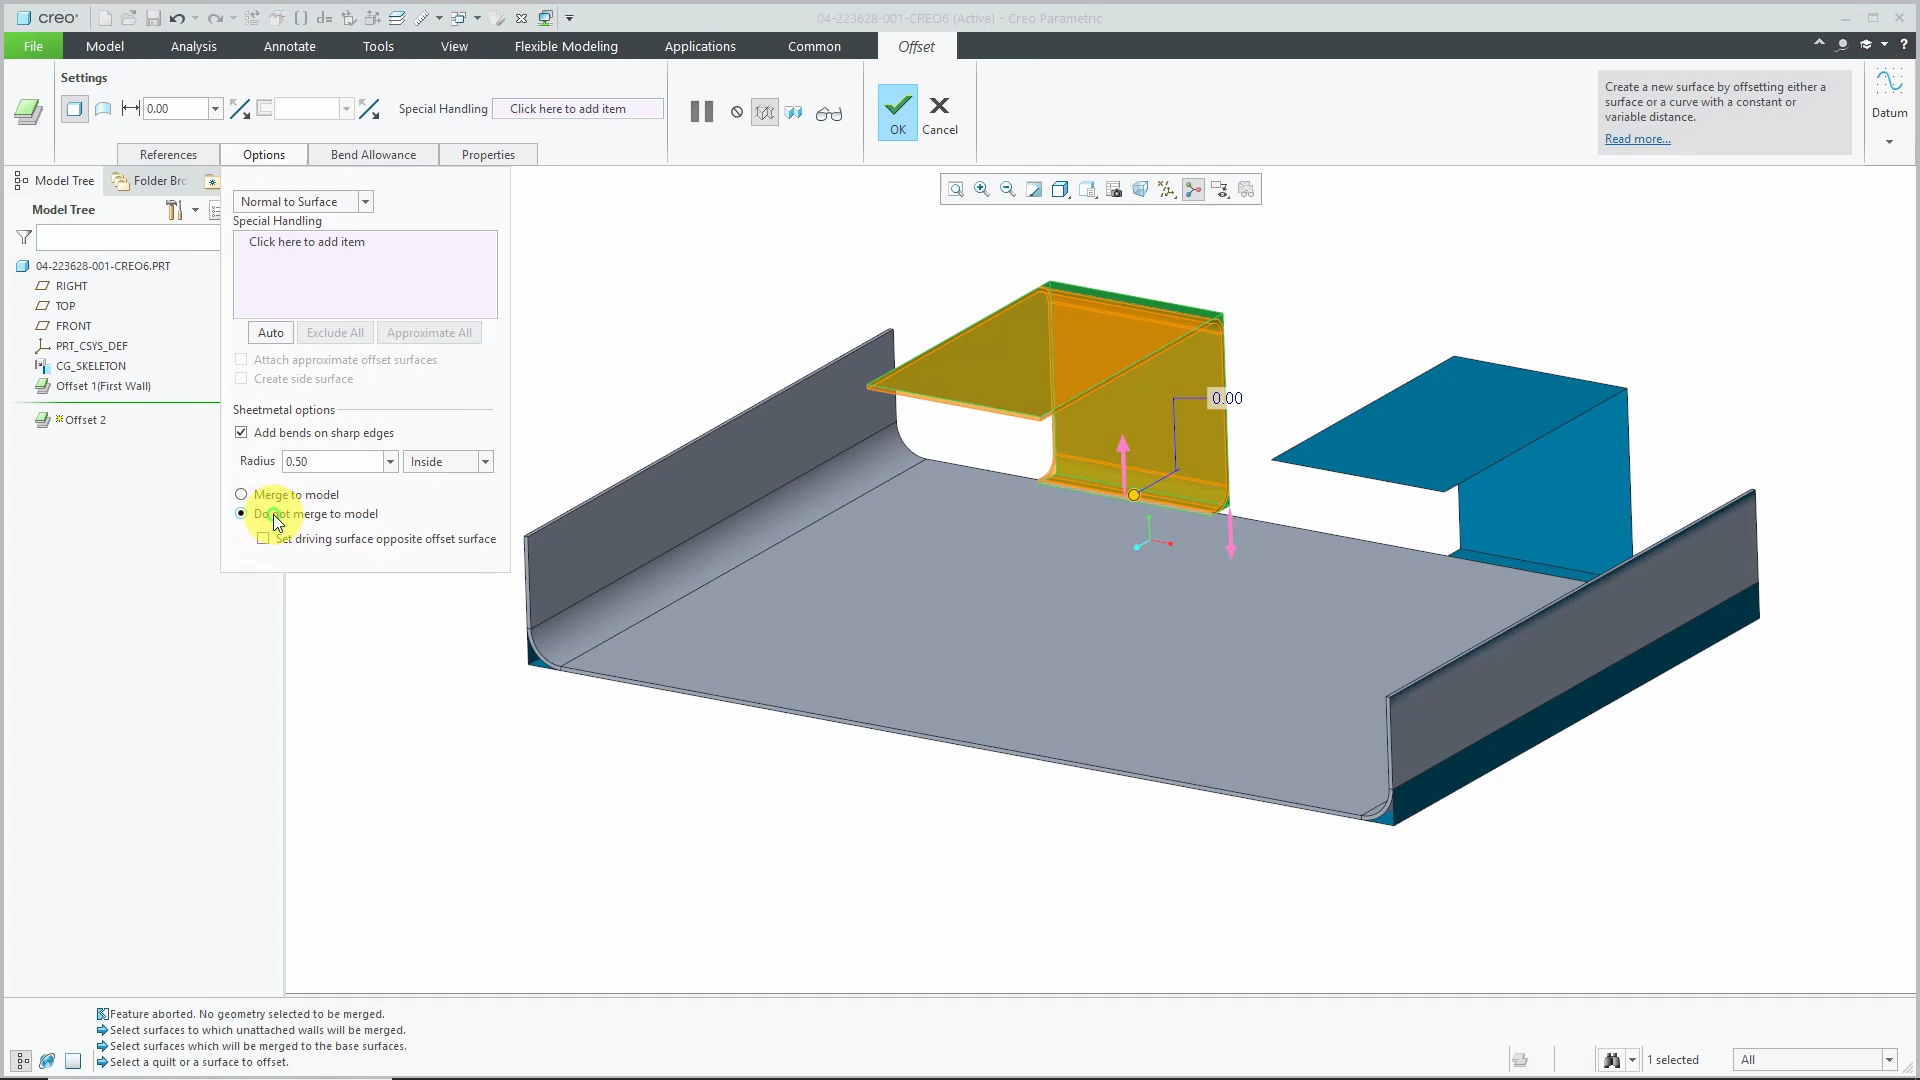 creo®
04-223628-001-CREO6 (Active) - Creo Parametric
File
Model
Analysis
Annotate
Tools
View
Flexible Modeling
Applications
Common
Offset
Settings
0.00
Special Handling
Click here to add item
OK
Cancel
Create a new surface by offsetting either a
surface or a curve with a constant or
variable distance.
Read more...
Datum
References
Options
Bend Allowance
Properties
Model Tree
Folder Bro
Model Tree
04-223628-001-CREO6.PRT
RIGHT
TOP
FRONT
PRT_CSYS_DEF
CG_SKELETON
Offset 1(First Wall)
Offset 2
Normal to Surface
Special Handling
Click here to add item
Auto
Exclude All
Approximate All
Attach approximate offset surfaces
Create side surface
Sheetmetal options
Add bends on sharp edges
Radius
0.50
Inside
Merge to model
Do not merge to model
Set driving surface opposite offset surface
0.00
Feature aborted. No geometry selected to be merged.
Select surfaces to which unattached walls will be merged.
Select surfaces which will be merged to the base surfaces.
Select a quilt or a surface to offset.
1 selected
All